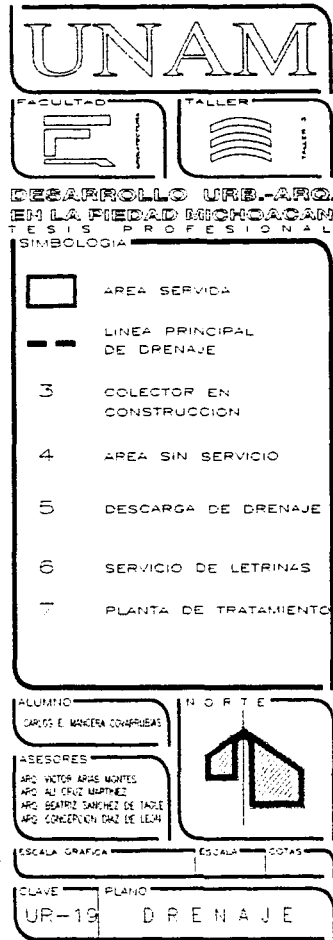 UNAM
FACULTAD
TALLER
ARQUITECTURA
TALLER 3
DESARROLLO URB.-ARQ.
EN LA PIEDAD MICHOACAN
TESIS PROFESIONAL
SIMBOLOGIA
AREA SERVIDA
LINEA PRINCIPAL
DE DRENAJE
3 COLECTOR EN
CONSTRUCCION
4 AREA SIN SERVICIO
5 DESCARGA DE DRENAJE
6 SERVICIO DE LETRINAS
7 PLANTA DE TRATAMIENTO
ALUMNO
CARLOS E. MANCERA COVARRUBIAS
NORTE
ASESORES
ARQ. VICTOR ARIAS MONTES
ARQ. ALI CRUZ MARTINEZ
ARQ. BEATRIZ SANCHEZ DE TAGLE
ARQ. CONCEPCION DIAZ DE LEON
ESCALA GRAFICA
ESCALA
COTAS
CLAVE
PLANO
UR-19
DRENAJE